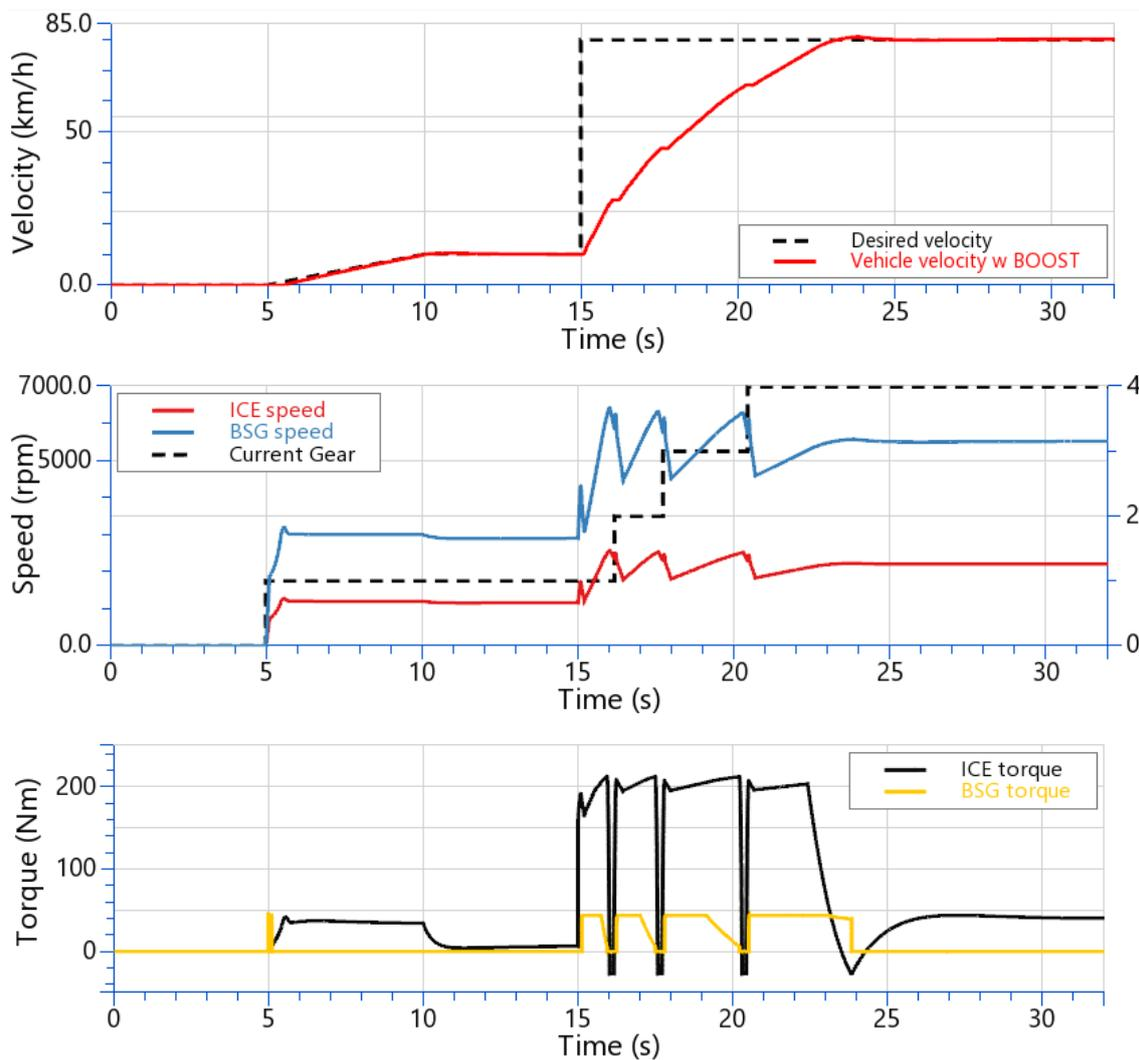 85.0
50
0.0
Velocity (km/h)
Desired velocity
Vehicle velocity w BOOST
0 5 10 15 20 25 30
Time (s)
7000.0
5000
0.0
Speed (rpm)
ICE speed
BSG speed
Current Gear
4
2
0
0 5 10 15 20 25 30
Time (s)
200
100
0
Torque (Nm)
ICE torque
BSG torque
0 5 10 15 20 25 30
Time (s)